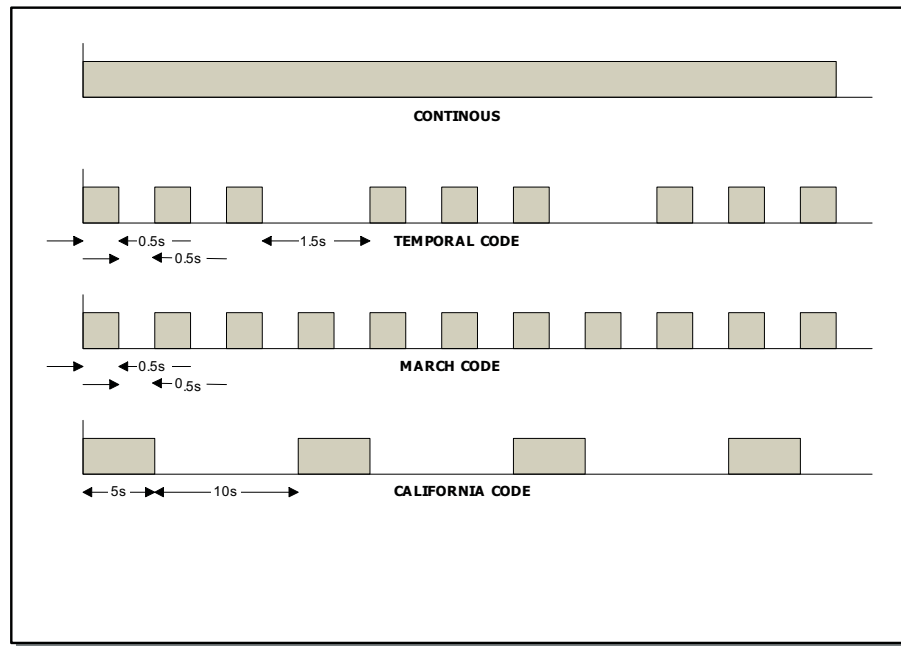 CONTINOUS
0.5s
1.5s
TEMPORAL CODE
0.5s
0.5s
MARCH CODE
0.5s
5s
10s
CALIFORNIA CODE